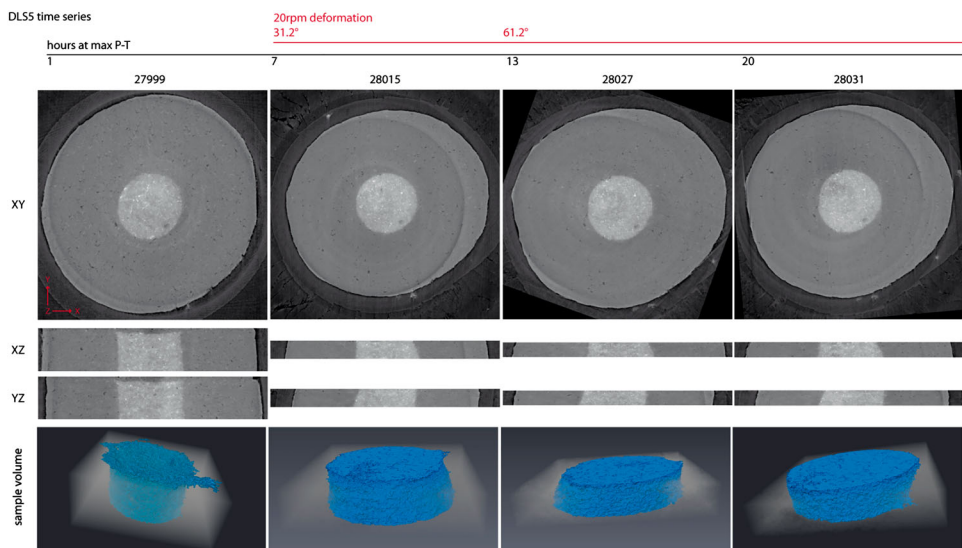 DLS5 time series
20rpm deformation
31.2° 61.2°
hours at max P-T
1 7 13 20
27999 28015 28027 28031
XY
XZ
YZ
sample volume